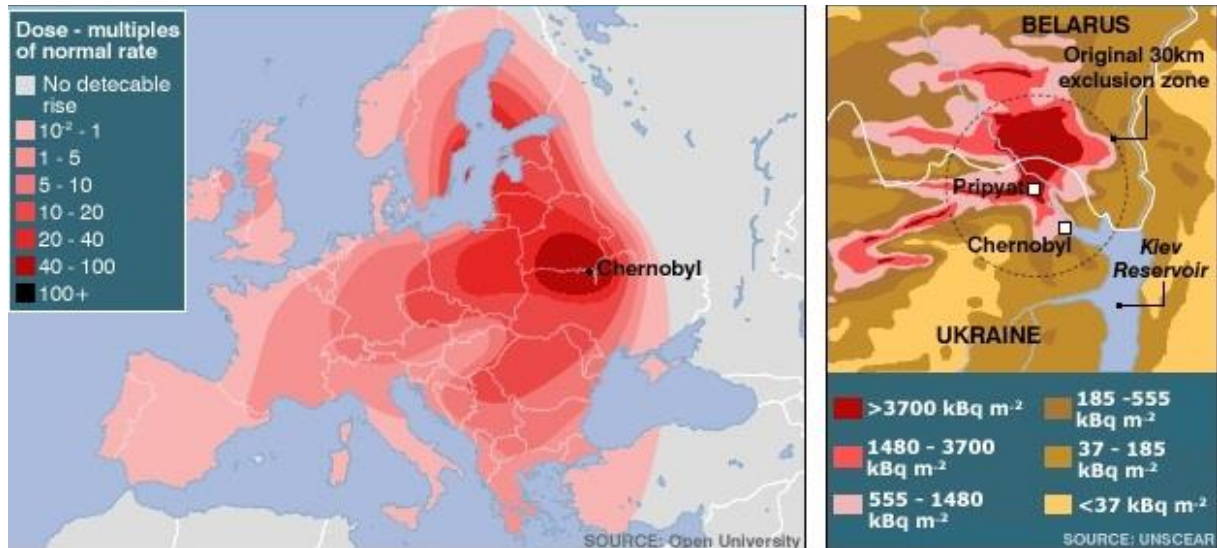 Dose - multiples
of normal rate
No detecable
rise
10⁻² - 1
1 - 5
5 - 10
10 - 20
20 - 40
40 - 100
100+
Chernobyl
SOURCE: Open University
BELARUS
Original 30km
exclusion zone
Pripyat
Chernobyl
Kiev
Reservoir
UKRAINE
>3700 kBq m⁻²
1480 - 3700
kBq m⁻²
555 - 1480
kBq m⁻²
185 -555
kBq m⁻²
37 - 185
kBq m⁻²
<37 kBq m⁻²
SOURCE: UNSCEAR